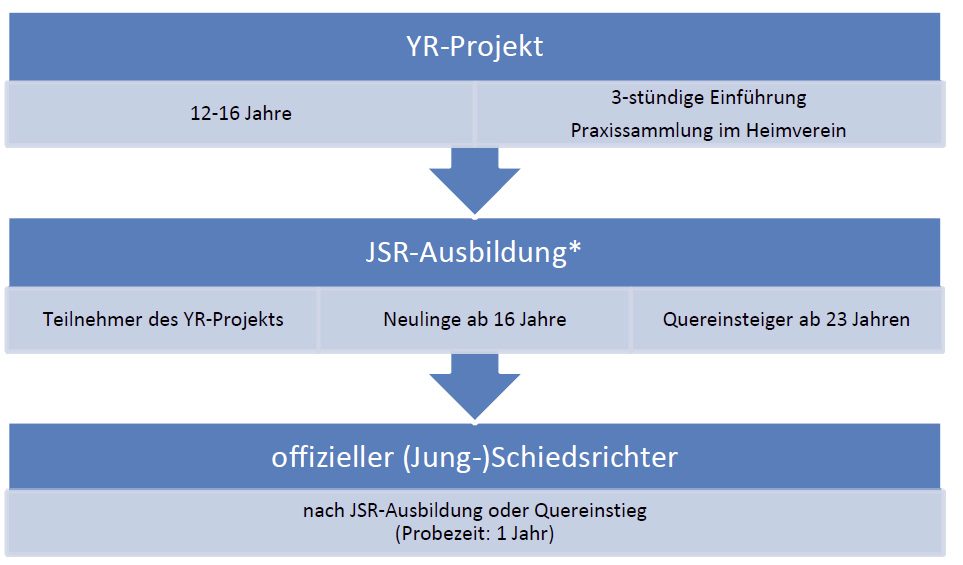 YR-Projekt
12-16 Jahre
3-stündige Einführung
Praxissammlung im Heimverein
JSR-Ausbildung*
Teilnehmer des YR-Projekts
Neulinge ab 16 Jahre
Quereinsteiger ab 23 Jahren
offizieller (Jung-)Schiedsrichter
nach JSR-Ausbildung oder Quereinstieg
(Probezeit: 1 Jahr)